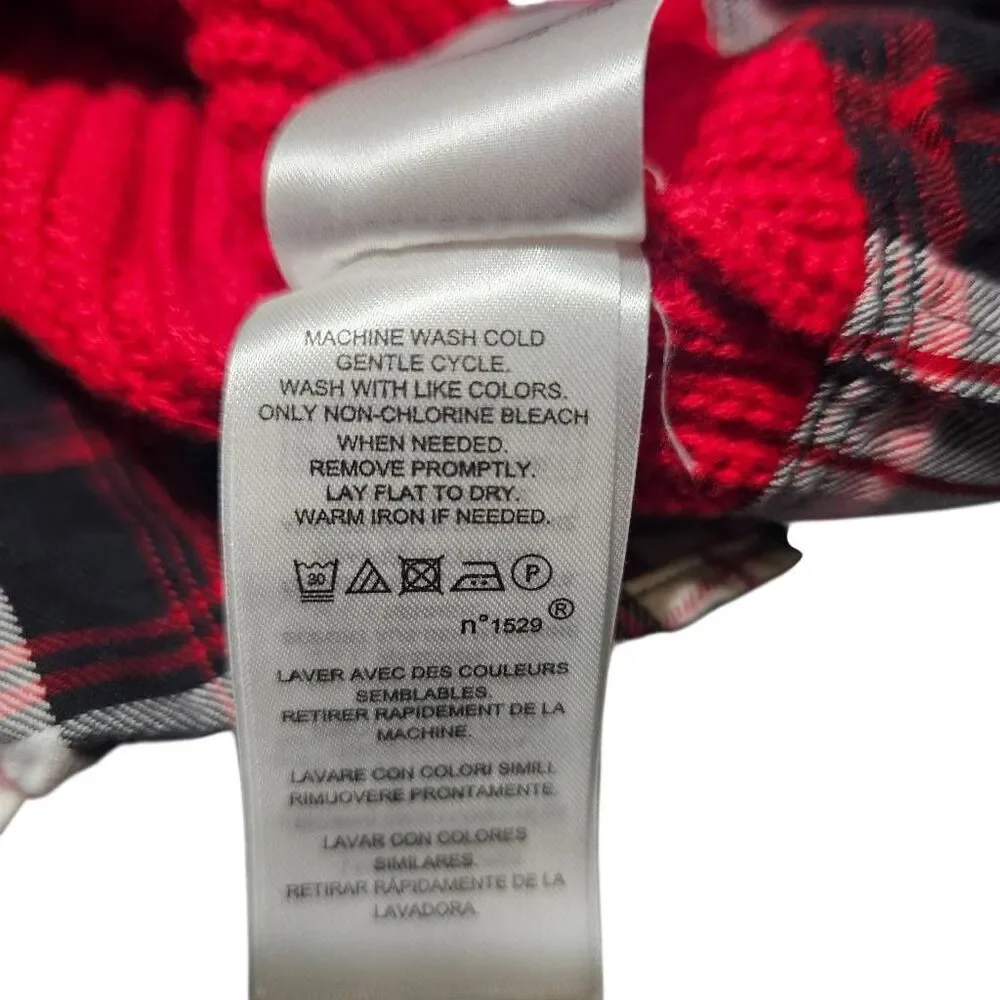 MACHINE WASH COLD
GENTLE CYCLE.
WASH WITH LIKE COLORS.
ONLY NON-CHLORINE BLEACH
WHEN NEEDED.
REMOVE PROMPTLY.
LAY FLAT TO DRY.
WARM IRON IF NEEDED.
30 P
n°1529 ®
LAVER AVEC DES COULEURS
SEMBLABLES.
RETIRER RAPIDEMENT DE LA
MACHINE.
LAVARE CON COLORI SIMILI.
RIMUOVERE PRONTAMENTE.
LAVAR CON COLORES
SIMILARES.
RETIRAR RÁPIDAMENTE DE LA
LAVADORA.